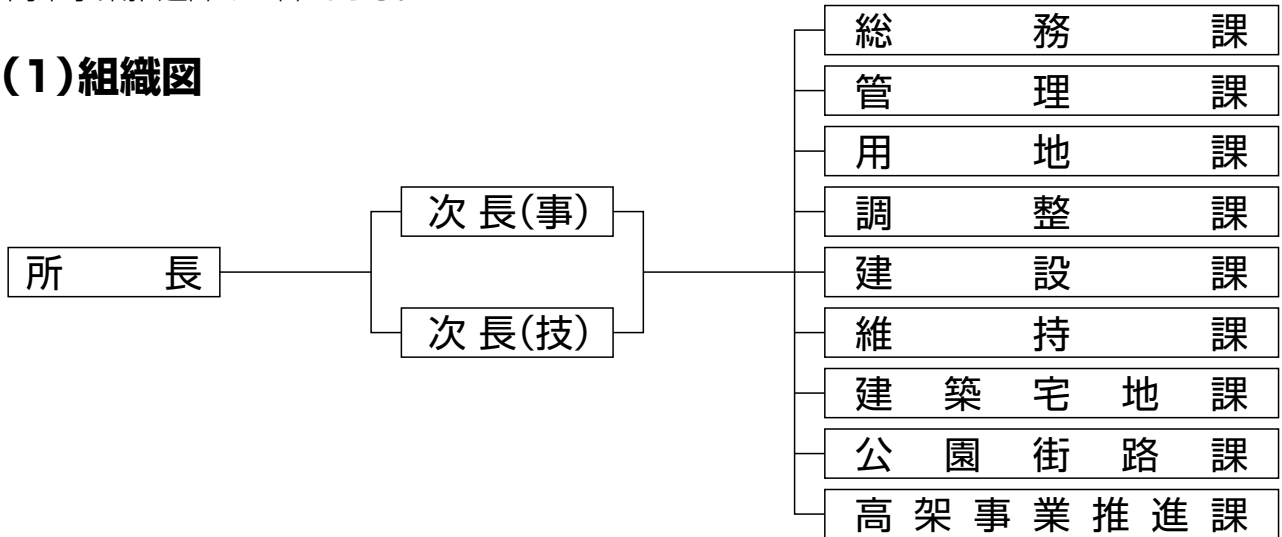 (1)組織図
所長
次長(事)
次長(技)
総務課
管理課
用地課
調整課
建設課
維持課
建築宅地課
公園街路課
高架事業推進課